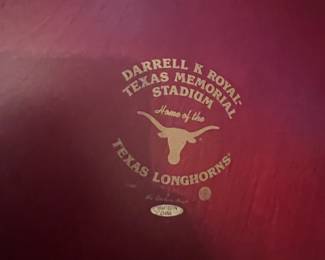 DARRELL K ROYAL-
TEXAS MEMORIAL
STADIUM
Home of the
TEXAS LONGHORNS